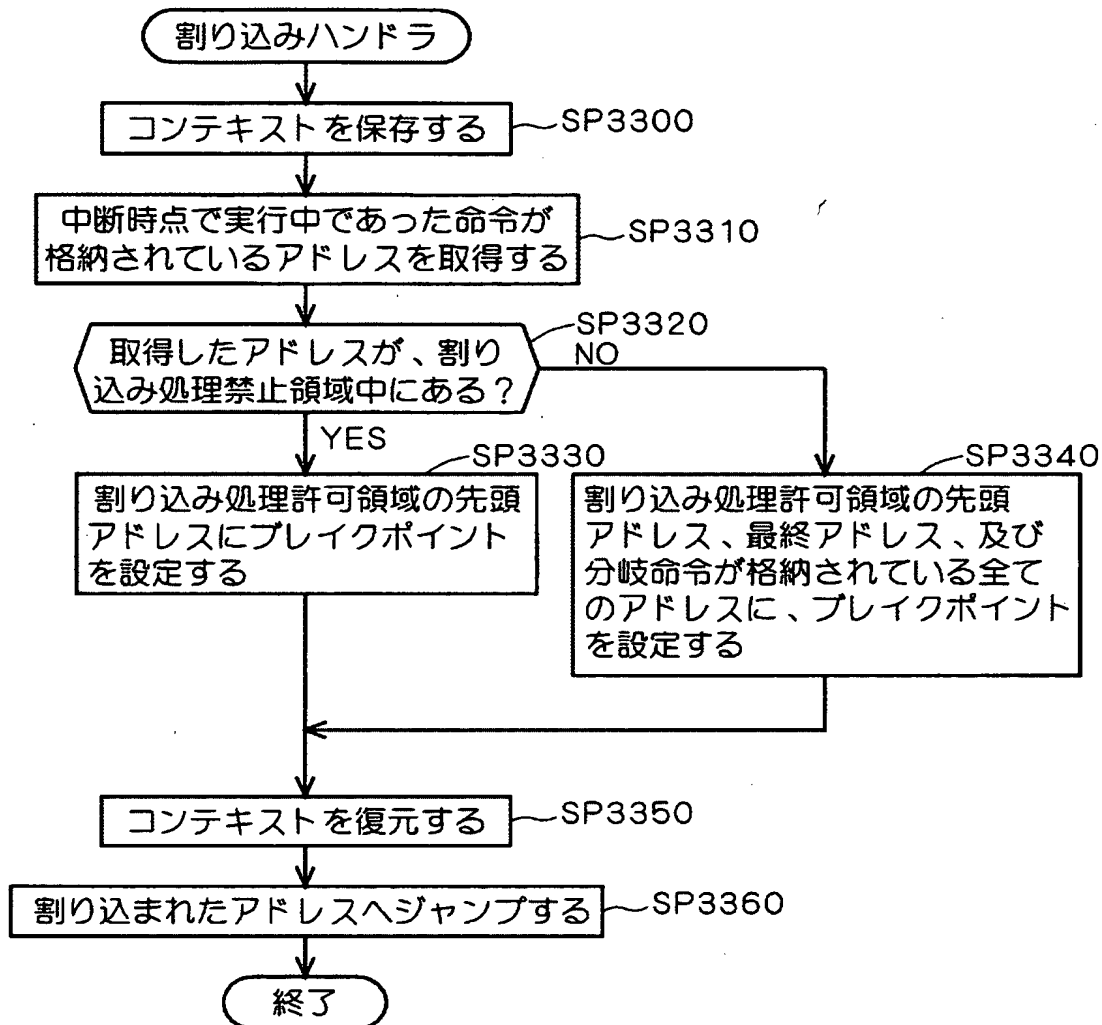 割り込みハンドラ
コンテキストを保存する
SP3300
中断時点で実行中であった命令が
格納されているアドレスを取得する
SP3310
取得したアドレスが、割り
込み処理禁止領域中にある?
SP3320
NO
YES
SP3330
割り込み処理許可領域の先頭
アドレスにブレイクポイント
を設定する
SP3340
割り込み処理許可領域の先頭
アドレス、最終アドレス、及び
分岐命令が格納されている全て
のアドレスに、ブレイクポイント
を設定する
コンテキストを復元する
SP3350
割り込まれたアドレスへジャンプする
SP3360
終了